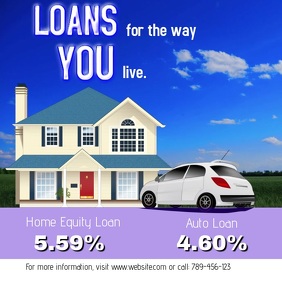 LOANS for the way
YOU live.
Home Equity Loan
5.59%
Auto Loan
4.60%
For more information, visit www.website.com or call 789-456-123